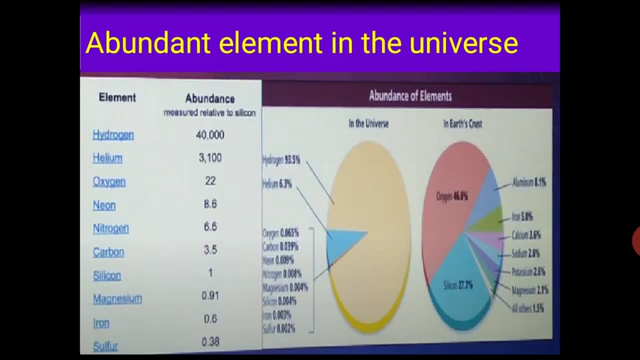 Abundant element in the universe
Element Abundance
measured relative to silicon
Hydrogen 40,000
Helium 3,100
Oxygen 22
Neon 8.6
Nitrogen 6.6
Carbon 3.5
Silicon 1
Magnesium 0.91
Iron 0.6
Sulfur 0.38
Abundance of Elements
In the Universe
Hydrogen 93.5%
Helium 6.3%
Oxygen 0.065%
Carbon 0.039%
Neon 0.009%
Nitrogen 0.008%
Magnesium 0.004%
Silicon 0.004%
Iron 0.003%
Sulfur 0.002%
In Earth's Crust
Oxygen 46.6%
Silicon 27.7%
Aluminum 8.1%
Iron 5.0%
Calcium 3.6%
Sodium 2.8%
Potassium 2.6%
Magnesium 2.1%
All others 1.5%